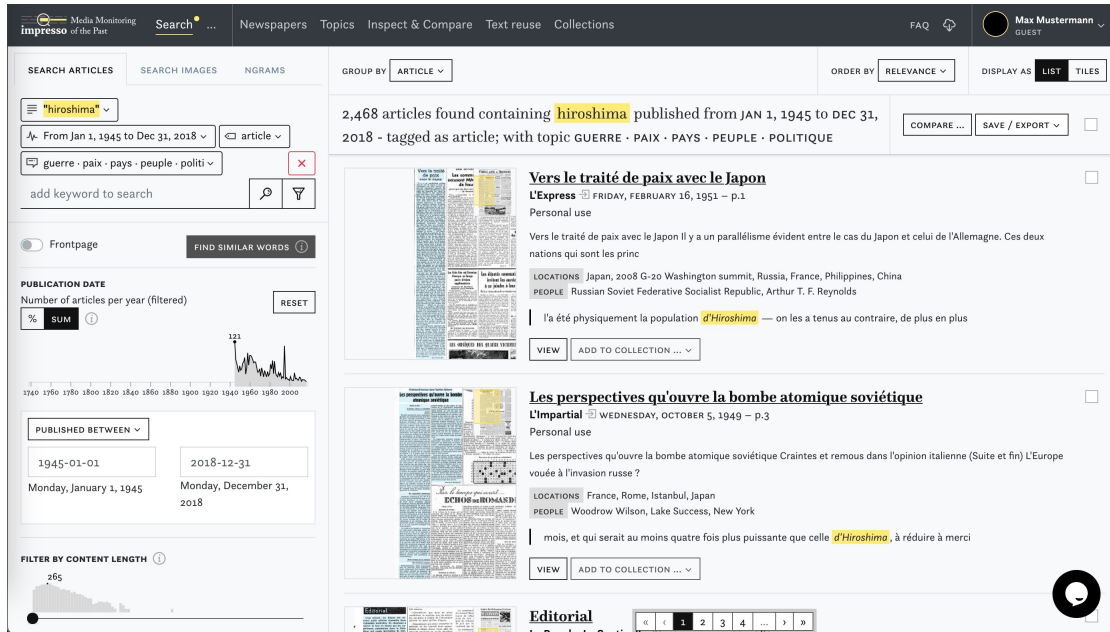 impresso Media Monitoring of the Past
Search ...
Newspapers Topics Inspect & Compare Text reuse Collections
FAQ
Max Mustermann
GUEST
SEARCH ARTICLES SEARCH IMAGES NGRAMS
"hiroshima"
From Jan 1, 1945 to Dec 31, 2018
article
guerre · paix · pays · peuple · politi
add keyword to search
Frontpage
FIND SIMILAR WORDS
PUBLICATION DATE
Number of articles per year (filtered)
RESET
% SUM
121
1740 1760 1780 1800 1820 1840 1860 1880 1900 1920 1940 1960 1980 2000
PUBLISHED BETWEEN
1945-01-01 2018-12-31
Monday, January 1, 1945
Monday, December 31, 2018
FILTER BY CONTENT LENGTH
265
GROUP BY ARTICLE
ORDER BY RELEVANCE
DISPLAY AS LIST TILES
2,468 articles found containing hiroshima published from JAN 1, 1945 to DEC 31,
2018 - tagged as article; with topic GUERRE · PAIX · PAYS · PEUPLE · POLITIQUE
COMPARE ... SAVE / EXPORT
Vers le traité de paix avec le Japon
L'Express FRIDAY, FEBRUARY 16, 1951 – p.1
Personal use
Vers le traité de paix avec le Japon Il y a un parallélisme évident entre le cas du Japon et celui de l'Allemagne. Ces deux
nations qui sont les princ
LOCATIONS Japan, 2008 G-20 Washington summit, Russia, France, Philippines, China
PEOPLE Russian Soviet Federative Socialist Republic, Arthur T. F. Reynolds
l'a été physiquement la population d'Hiroshima — on les a tenus au contraire, de plus en plus
VIEW ADD TO COLLECTION ...
Les perspectives qu'ouvre la bombe atomique soviétique
L'Impartial WEDNESDAY, OCTOBER 5, 1949 – p.3
Personal use
Les perspectives qu'ouvre la bombe atomique soviétique Craintes et remous dans l'opinion italienne (Suite et fin) L'Europe
vouée à l'invasion russe ?
LOCATIONS France, Rome, Istanbul, Japan
PEOPLE Woodrow Wilson, Lake Success, New York
mois, et qui serait au moins quatre fois plus puissante que celle d'Hiroshima, à réduire à merci
VIEW ADD TO COLLECTION ...
Editorial
Editorial
« ‹ 1 2 3 4 ... › »